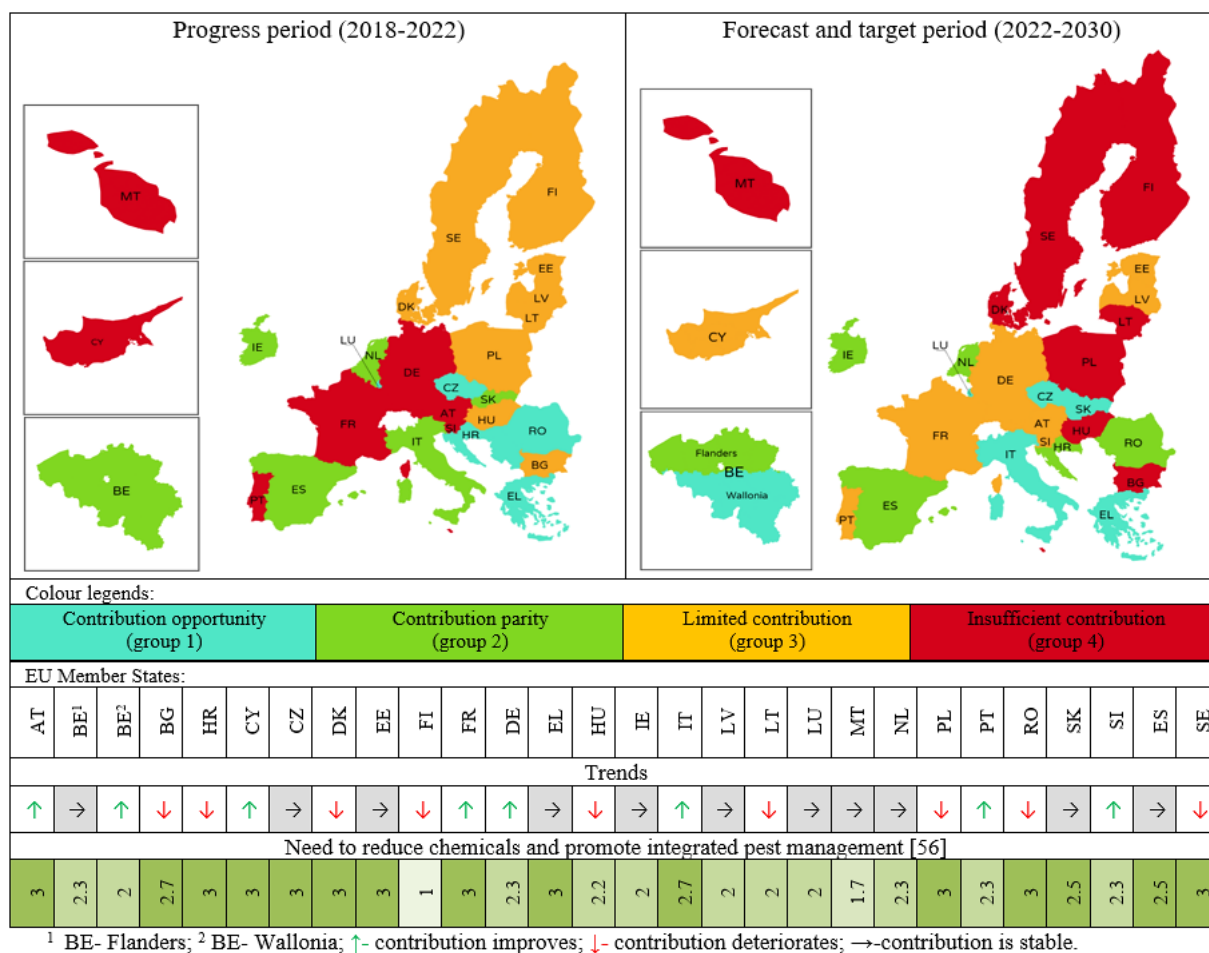 Progress period (2018-2022)
Forecast and target period (2022-2030)
MT
CY
BE
FI
SE
EE
LV
DK
LT
IE
LU
NL
PL
DE
CZ
SK
AT
HU
FR
SI
HR
RO
IT
BG
PT
ES
EL
MT
CY
Flanders
BE
Wallonia
FI
SE
EE
LV
DK
LT
IE
LU
NL
PL
DE
CZ
SK
AT
HU
FR
SI
HR
RO
IT
BG
PT
ES
EL
Colour legends:
Contribution opportunity
(group 1)
Contribution parity
(group 2)
Limited contribution
(group 3)
Insufficient contribution
(group 4)
EU Member States:
AT BE¹ BE² BG HR CY CZ DK EE FI FR DE EL HU IE IT LV LT LU MT NL PL PT RO SK SI ES SE
Trends
↑ → ↑ ↓ ↓ ↑ → ↓ → ↓ ↑ ↑ → ↓ → ↑ → ↓ → → → ↓ ↑ ↓ → ↑ → ↓
Need to reduce chemicals and promote integrated pest management [56]
3 2.3 2 2.7 3 3 3 3 3 1 3 2.3 3 2.2 2 2.7 2 2 2 1.7 2.3 3 2.3 3 2.5 2.3 2.5 3
¹ BE- Flanders; ² BE- Wallonia; ↑- contribution improves; ↓- contribution deteriorates; →-contribution is stable.